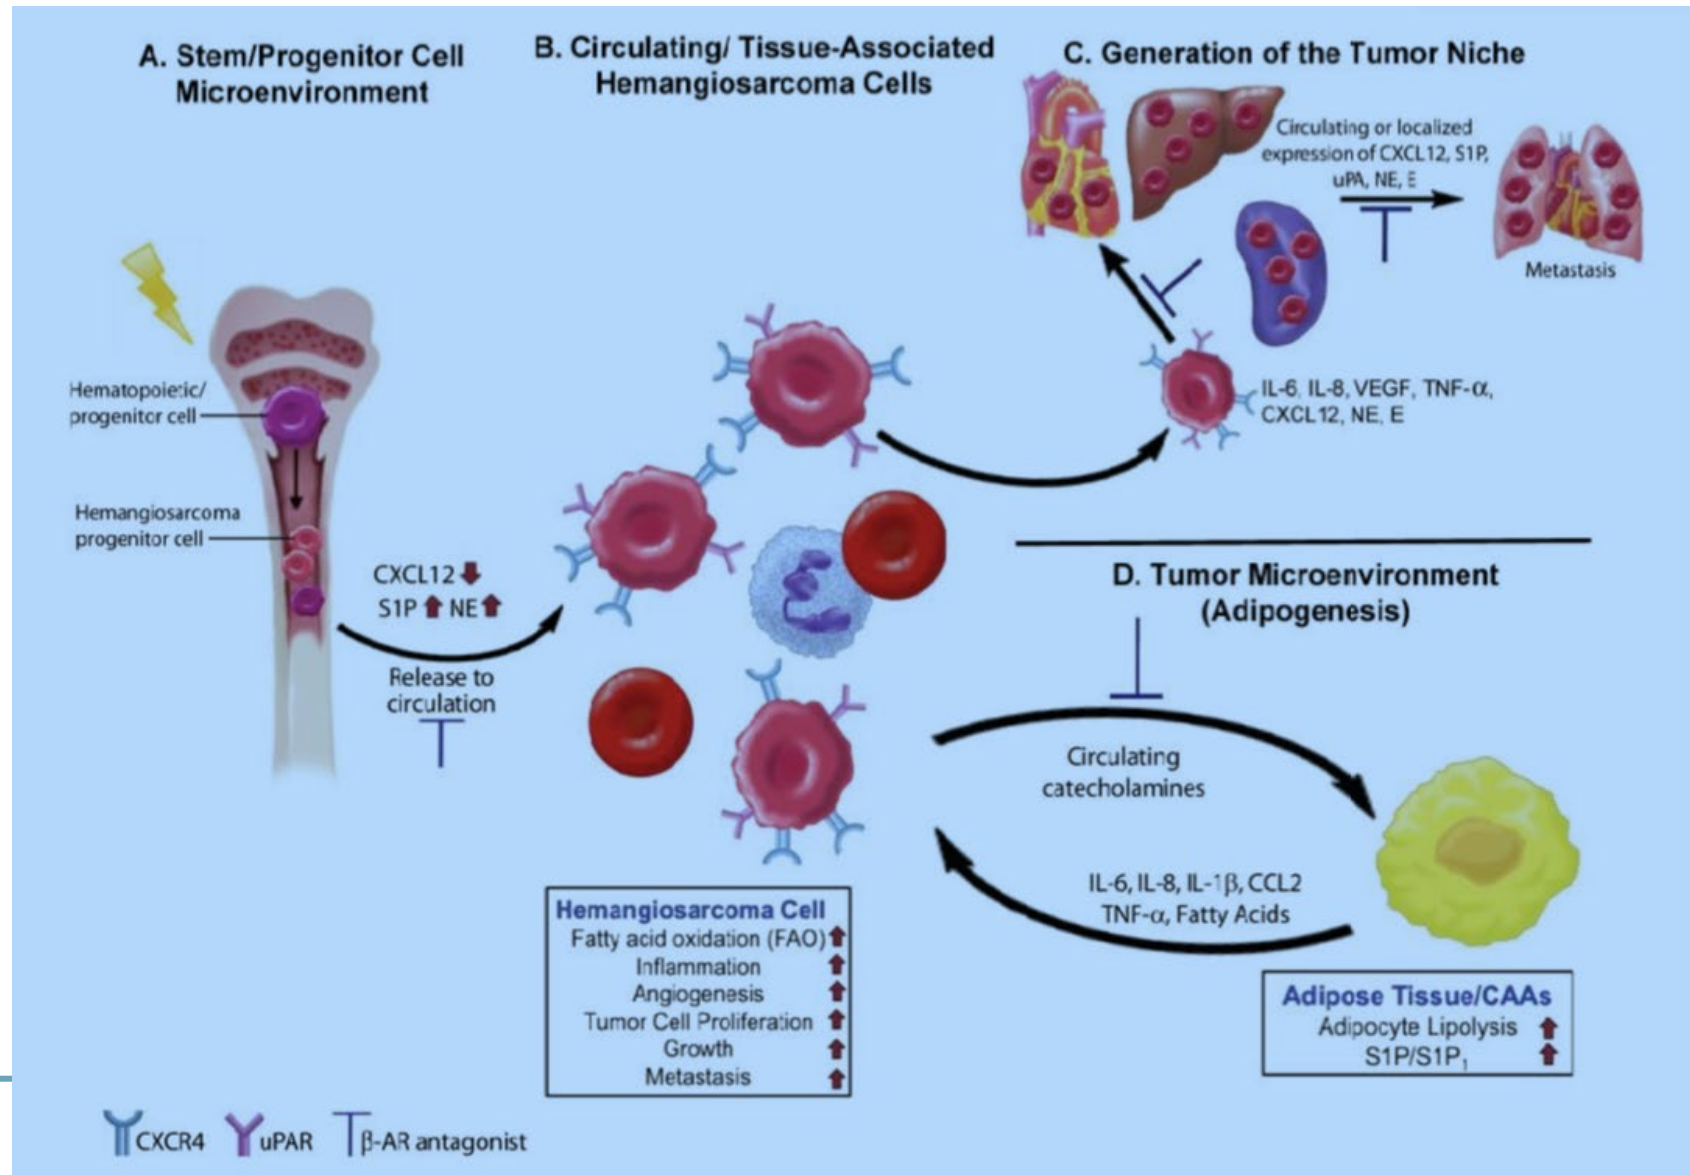 A. Stem/Progenitor Cell
Microenvironment
Hematopoietic/
progenitor cell
Hemangiosarcoma
progenitor cell
CXCL12
S1P NE
Release to
circulation
B. Circulating/ Tissue-Associated
Hemangiosarcoma Cells
Hemangiosarcoma Cell
Fatty acid oxidation (FAO)
Inflammation
Angiogenesis
Tumor Cell Proliferation
Growth
Metastasis
C. Generation of the Tumor Niche
Circulating or localized
expression of CXCL12, S1P,
uPA, NE, E
Metastasis
IL-6, IL-8, VEGF, TNF-α,
CXCL12, NE, E
D. Tumor Microenvironment
(Adipogenesis)
Circulating
catecholamines
IL-6, IL-8, IL-1β, CCL2
TNF-α, Fatty Acids
Adipose Tissue/CAAs
Adipocyte Lipolysis
S1P/S1P₁
CXCR4 uPAR β-AR antagonist